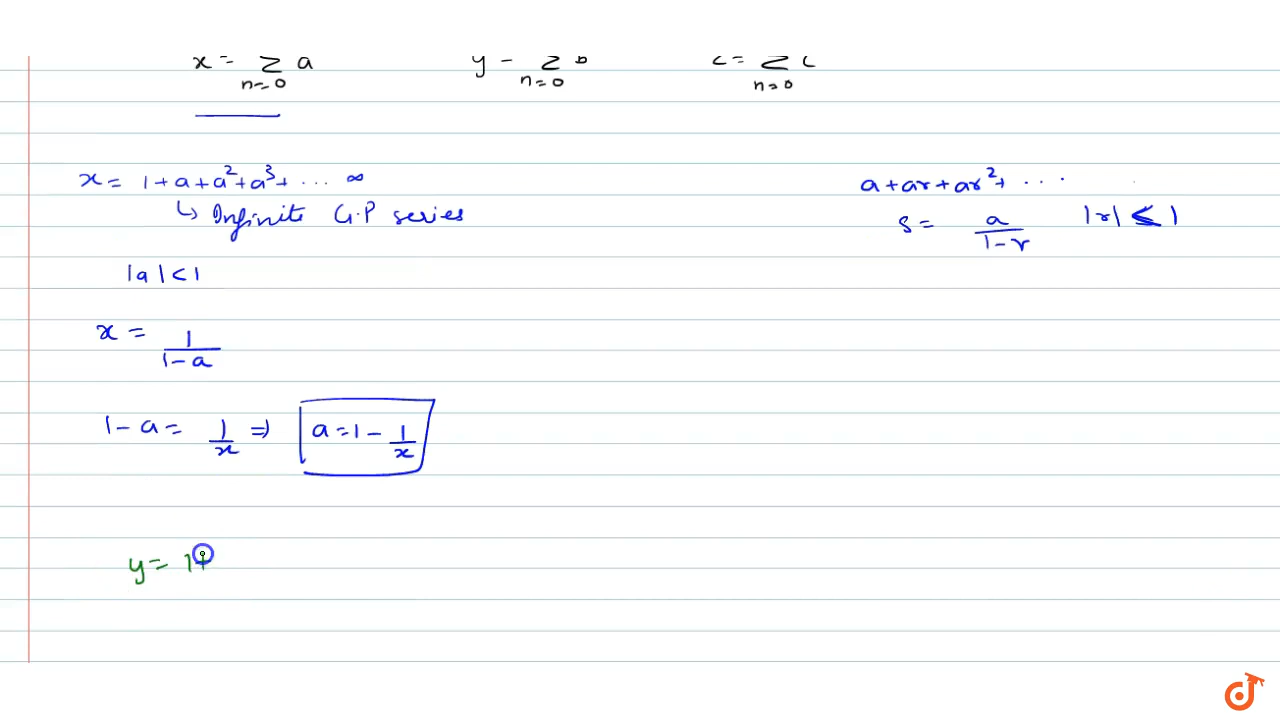 x = Σ a   y = Σ b   c = Σ c
n=0   n=0   n=0
x = 1 + a + a² + a³ + ... ∞   a + ar + ar² + ...
↳ Infinite G.P series   S = a/(1-r)   |r| < 1
|a| < 1
x = 1/(1-a)
1 - a = 1/x ⇒ a = 1 - 1/x
y = 1+